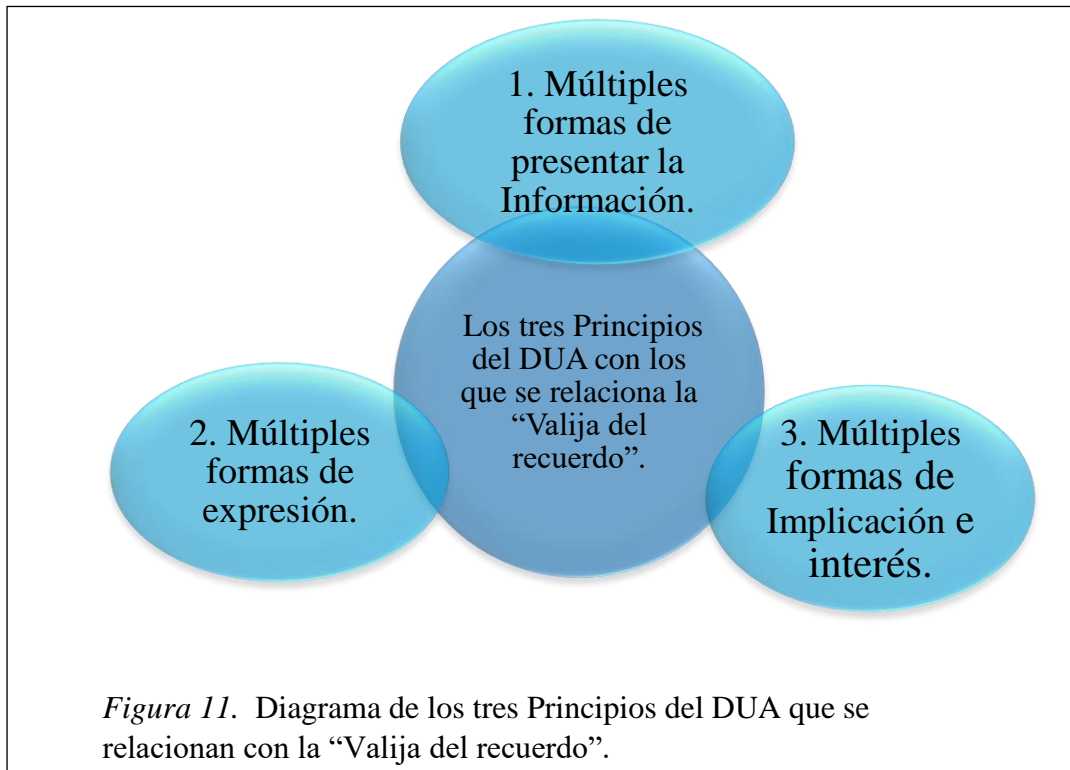 1. Múltiples
formas de
presentar la
Información.
Los tres Principios
del DUA con los
que se relaciona la
“Valija del
recuerdo”.
2. Múltiples
formas de
expresión.
3. Múltiples
formas de
Implicación e
interés.
Figura 11. Diagrama de los tres Principios del DUA que se
relacionan con la “Valija del recuerdo”.